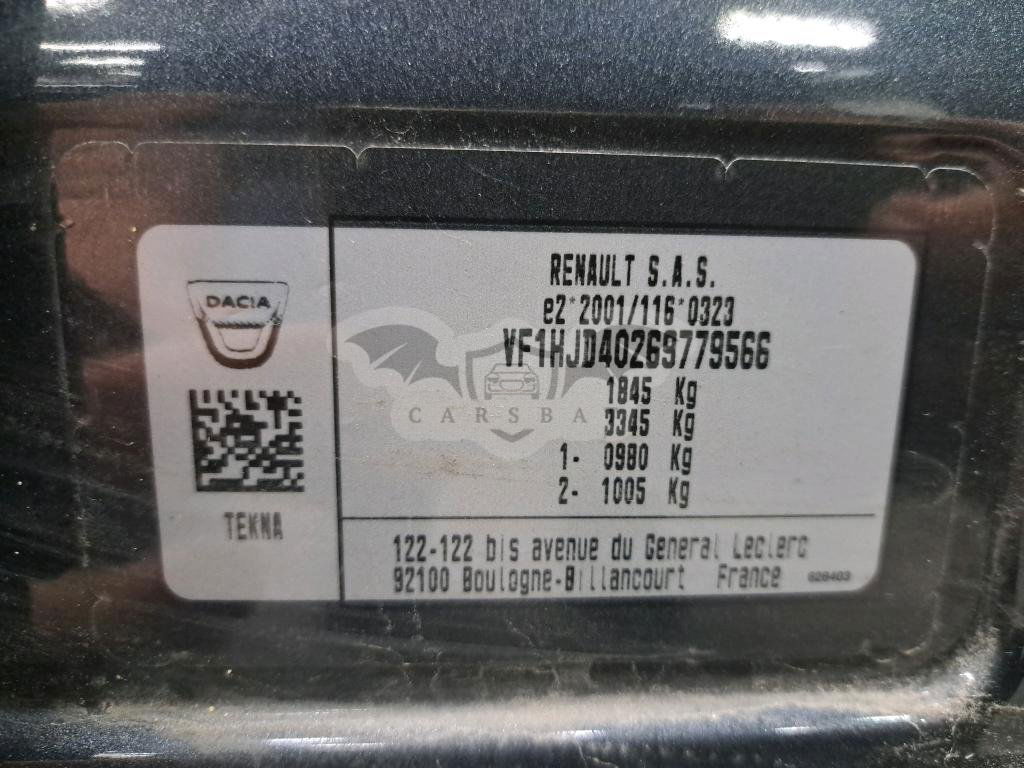 RENAULT S.A.S.
e2*2001/116*0323
VF1HJD40269779566
1845 Kg
3345 Kg
1- 0980 Kg
2- 1005 Kg
DACIA
CARSBA
TEKNA
122-122 bis avenue du General Leclerc
92100 Boulogne-Billancourt France
628403